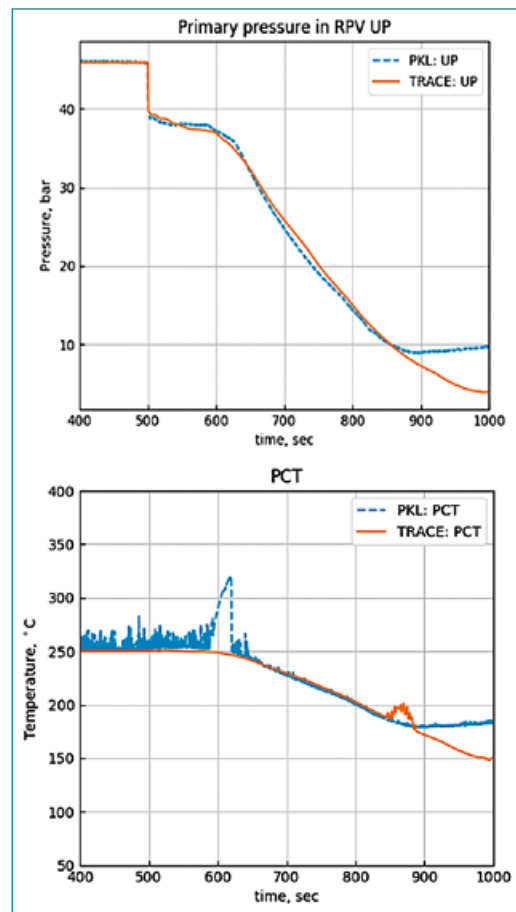 Primary pressure in RPV UP
PKL: UP
TRACE: UP
Pressure, bar
40
30
20
10
400 500 600 700 800 900 1000
time, sec
PCT
PKL: PCT
TRACE: PCT
Temperature, °C
400
350
300
250
200
150
100
50
400 500 600 700 800 900 1000
time, sec